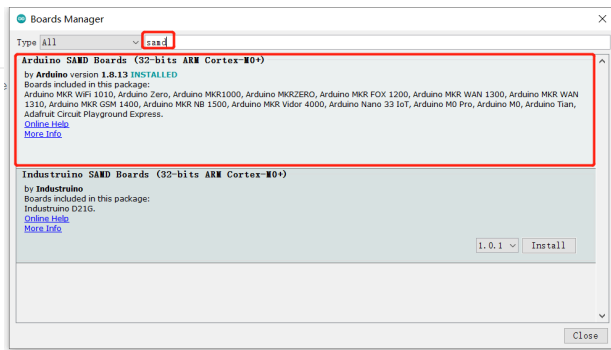 Boards Manager
Type All samd
Arduino SAMD Boards (32-bits ARM Cortex-M0+)
By Arduino version 1.8.13 INSTALLED
Boards included in this package:
Arduino MKR WiFi 1010, Arduino Zero, Arduino MKR1000, Arduino MKRZERO, Arduino MKR FOX 1200, Arduino MKR WAN 1300, Arduino MKR WAN
1310, Arduino MKR GSM 1400, Arduino MKR NB 1500, Arduino MKR Vidor 4000, Arduino Nano 33 IoT, Arduino M0 Pro, Arduino M0, Arduino Tian,
Adafruit Circuit Playground Express.
Online Help
More Info
Industruino SAMD Boards (32-bits ARM Cortex-M0+)
by Industruino
Boards included in this package:
Industruino D21G.
Online Help
More Info
1.0.1 Install
Close